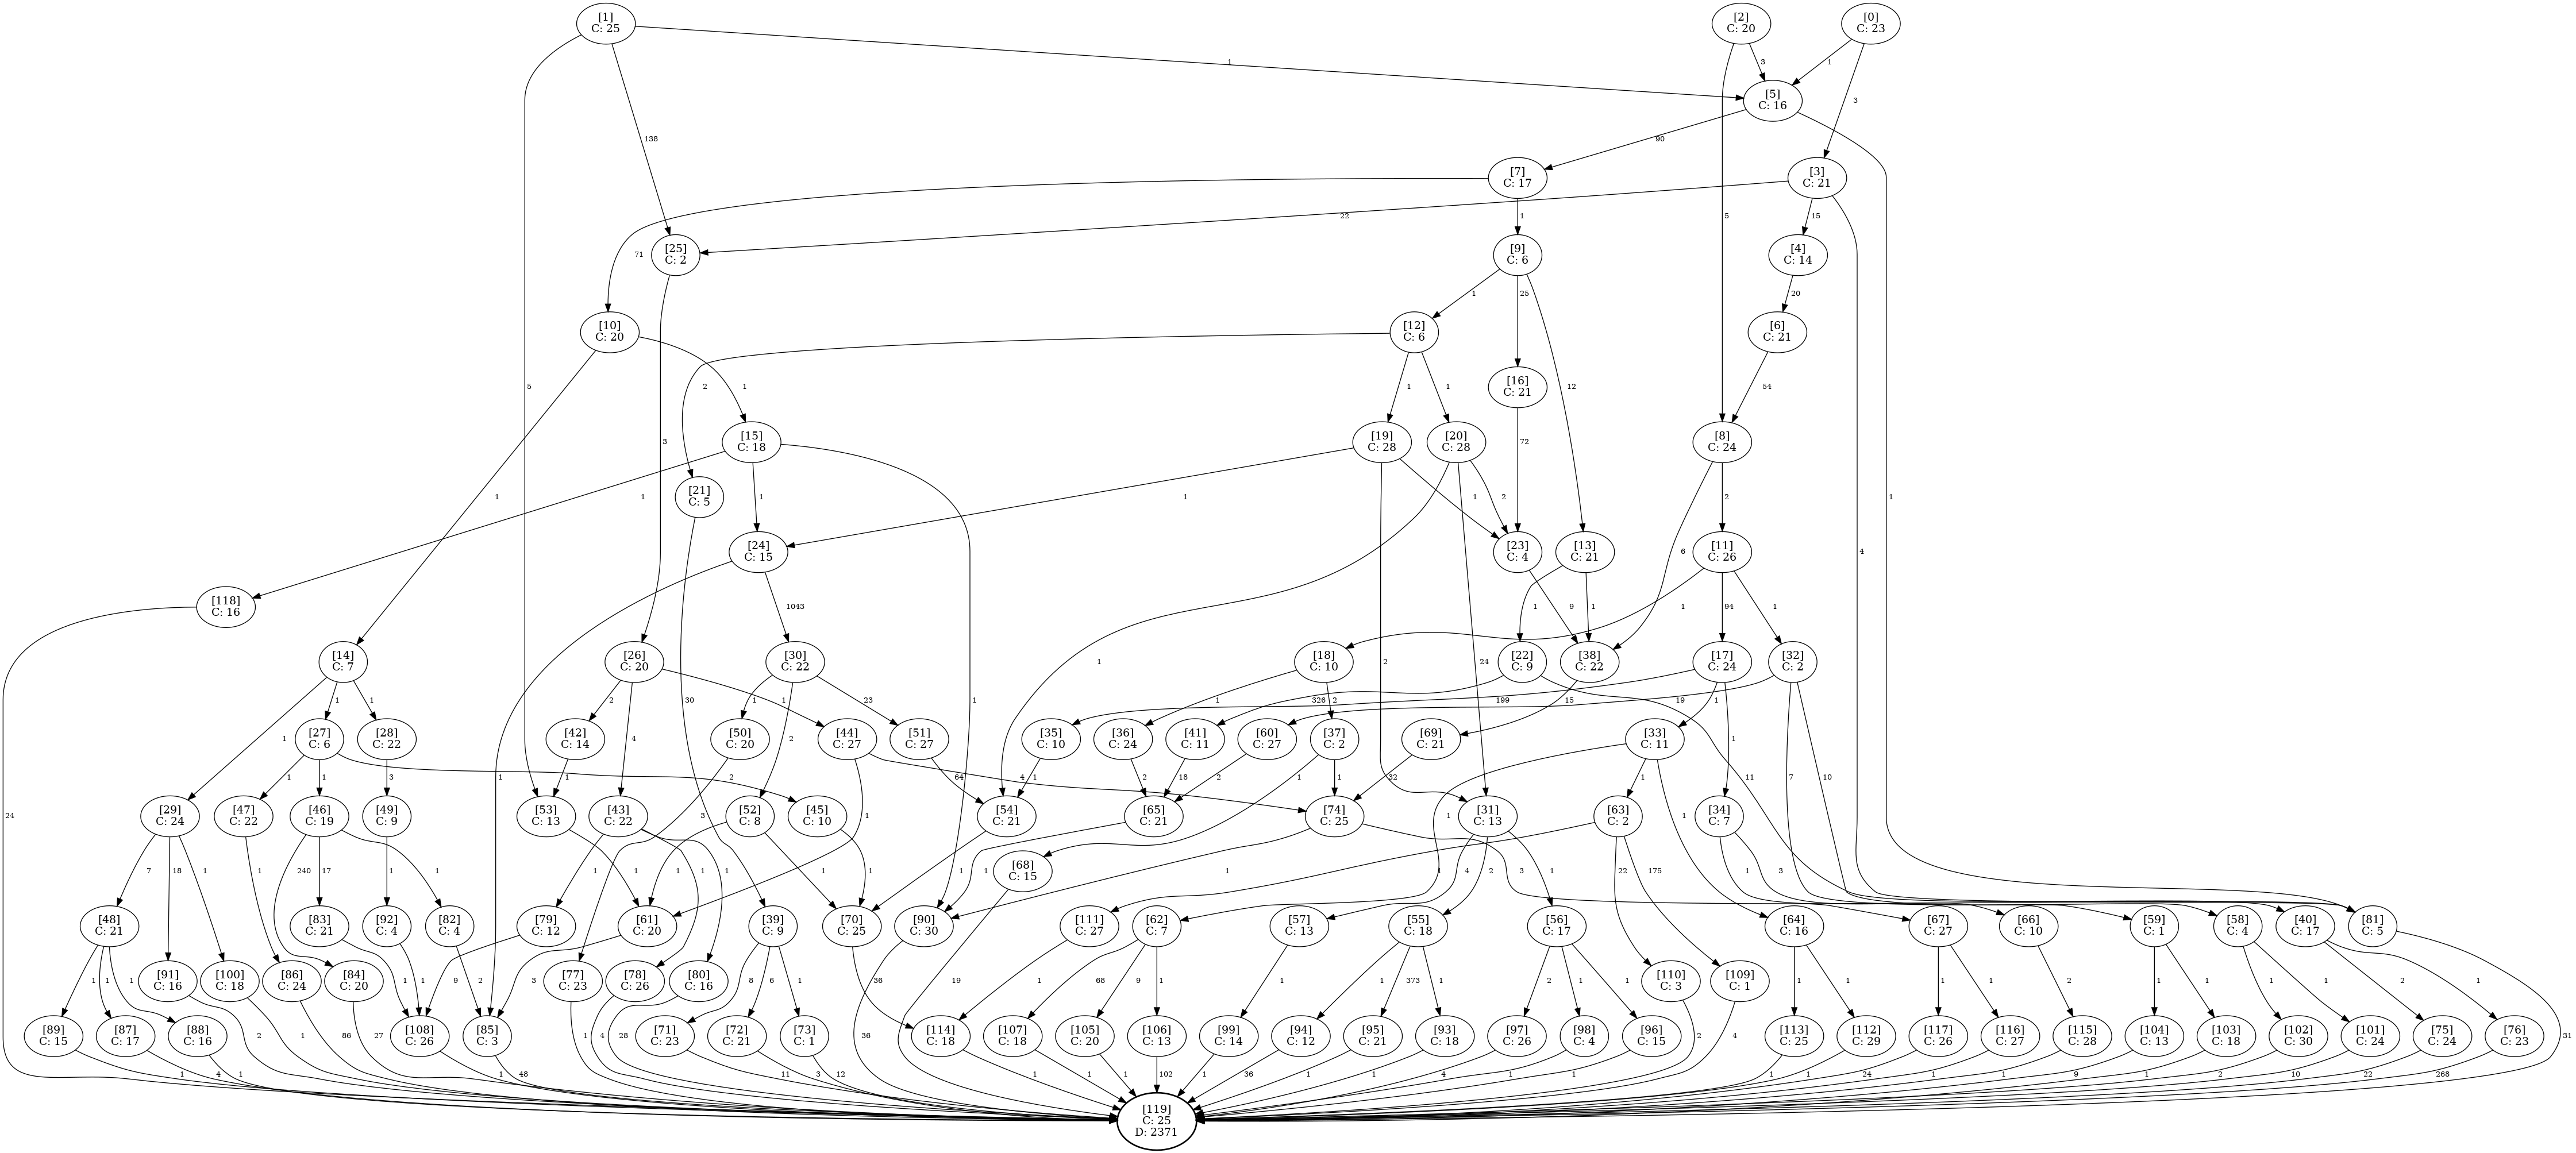 [1]
C: 25
[2]
C: 20
[0]
C: 23
1
3
1
[5]
C: 16
3
138
90
[7]
C: 17
[3]
C: 21
5
22
15
1
71
[25]
C: 2
[9]
C: 6
[4]
C: 14
1
25
20
[10]
C: 20
[12]
C: 6
[6]
C: 21
5
2
1
12
54
1
[16]
C: 21
1
1
3
[15]
C: 18
[19]
C: 28
[20]
C: 28
72
[8]
C: 24
1
1
[21]
C: 5
1
1
1
2
2
[24]
C: 15
[23]
C: 4
[13]
C: 21
6
[11]
C: 26
1
4
[118]
C: 16
1043
9
1
1
1
94
1
[14]
C: 7
[26]
C: 20
[30]
C: 22
1
[18]
C: 10
2
24
[22]
C: 9
[38]
C: 22
[17]
C: 24
[32]
C: 2
1
1
2
1
30
1
23
1
1
326
2
199
15
19
1
1
[27]
C: 6
[28]
C: 22
[42]
C: 14
4
[50]
C: 20
2
[44]
C: 27
[51]
C: 27
[35]
C: 10
[36]
C: 24
[41]
C: 11
[60]
C: 27
[37]
C: 2
[69]
C: 21
[33]
C: 11
1
1
1
3
2
1
1
64
4
1
2
18
2
1
1
32
1
11
7
10
24
[29]
C: 24
[47]
C: 22
[46]
C: 19
[49]
C: 9
[53]
C: 13
[43]
C: 22
3
[52]
C: 8
[45]
C: 10
1
[54]
C: 21
[65]
C: 21
[74]
C: 25
[31]
C: 13
1
[63]
C: 2
1
[34]
C: 7
7
18
1
1
240
17
1
1
1
1
1
1
1
1
1
1
1
1
[68]
C: 15
1
3
4
2
1
22
175
1
3
[48]
C: 21
[83]
C: 21
[92]
C: 4
[82]
C: 4
[79]
C: 12
[61]
C: 20
[39]
C: 9
[70]
C: 25
[90]
C: 30
[111]
C: 27
[62]
C: 7
[57]
C: 13
[55]
C: 18
[56]
C: 17
[64]
C: 16
[67]
C: 27
[66]
C: 10
[59]
C: 1
[58]
C: 4
[40]
C: 17
[81]
C: 5
1
1
1
[91]
C: 16
[100]
C: 18
[86]
C: 24
[84]
C: 20
1
1
2
9
3
[77]
C: 23
[78]
C: 26
[80]
C: 16
8
6
1
36
19
1
68
9
1
1
1
373
1
2
1
1
[110]
C: 3
[109]
C: 1
1
1
1
1
2
1
1
1
1
2
1
[89]
C: 15
[87]
C: 17
[88]
C: 16
2
1
86
27
[108]
C: 26
[85]
C: 3
1
4
28
[71]
C: 23
[72]
C: 21
[73]
C: 1
36
[114]
C: 18
[107]
C: 18
[105]
C: 20
[106]
C: 13
[99]
C: 14
[94]
C: 12
[95]
C: 21
[93]
C: 18
[97]
C: 26
[98]
C: 4
[96]
C: 15
2
4
[113]
C: 25
[112]
C: 29
[117]
C: 26
[116]
C: 27
[115]
C: 28
[104]
C: 13
[103]
C: 18
[102]
C: 30
[101]
C: 24
[75]
C: 24
[76]
C: 23
31
1
4
1
1
48
11
3
12
1
1
1
102
1
36
1
1
4
1
1
1
1
24
1
1
9
1
2
10
22
268
[119]
C: 25
D: 2371